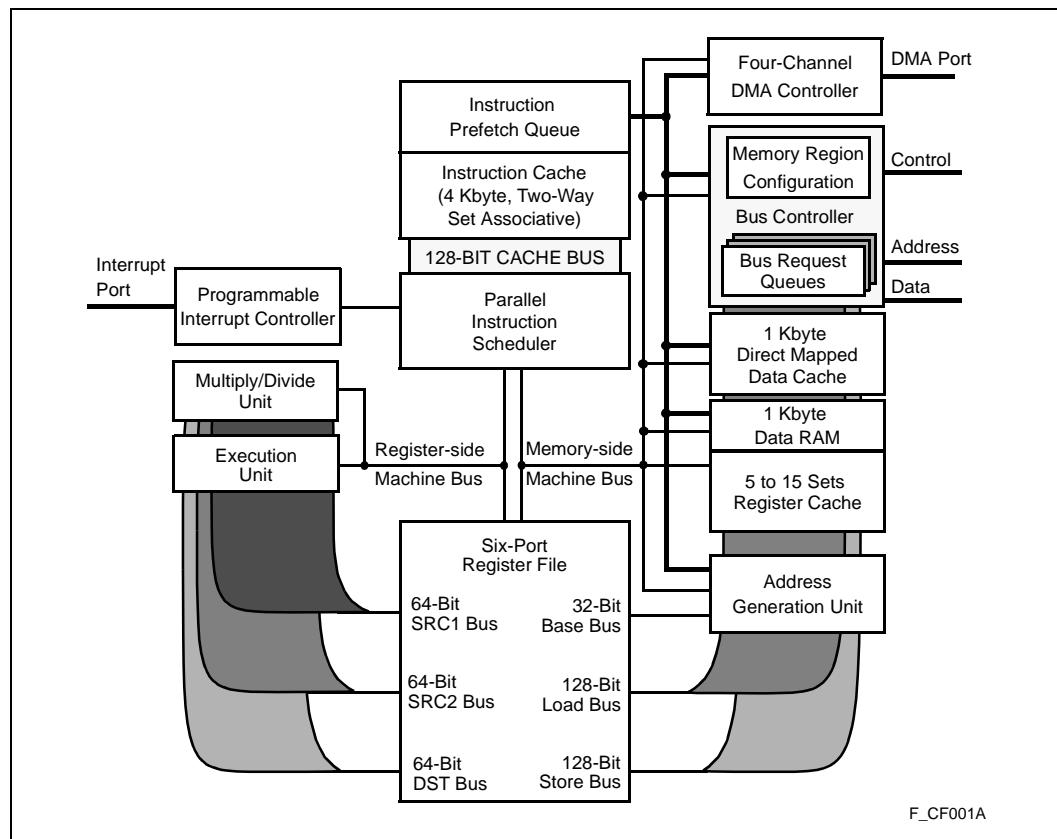 Four-Channel
DMA Controller
DMA Port
Instruction
Prefetch Queue
Memory Region
Configuration
Control
Instruction Cache
(4 Kbyte, Two-Way
Set Associative)
Bus Controller
128-BIT CACHE BUS
Bus Request
Queues
Address
Data
Interrupt
Port
Programmable
Interrupt Controller
Parallel
Instruction
Scheduler
1 Kbyte
Direct Mapped
Data Cache
Multiply/Divide
Unit
1 Kbyte
Data RAM
Execution
Unit
Register-side
Machine Bus
Memory-side
Machine Bus
5 to 15 Sets
Register Cache
Six-Port
Register File
Address
Generation Unit
64-Bit
SRC1 Bus
32-Bit
Base Bus
64-Bit
SRC2 Bus
128-Bit
Load Bus
64-Bit
DST Bus
128-Bit
Store Bus
F_CF001A